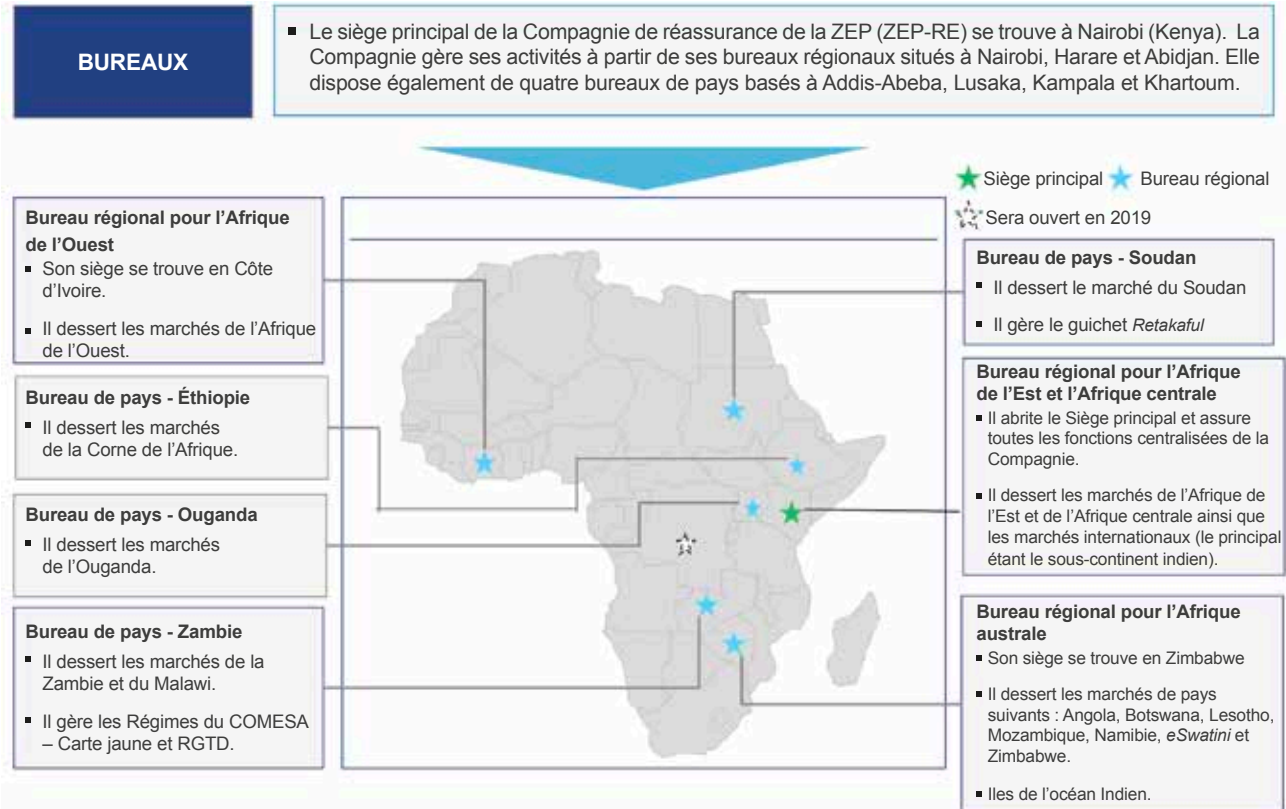 BUREAUX
▪ Le siège principal de la Compagnie de réassurance de la ZEP (ZEP-RE) se trouve à Nairobi (Kenya). La
Compagnie gère ses activités à partir de ses bureaux régionaux situés à Nairobi, Harare et Abidjan. Elle
dispose également de quatre bureaux de pays basés à Addis-Abeba, Lusaka, Kampala et Khartoum.
Siège principal
Bureau régional
Sera ouvert en 2019
Bureau régional pour l'Afrique
de l'Ouest
▪ Son siège se trouve en Côte
d'Ivoire.
▪ Il dessert les marchés de l'Afrique
de l'Ouest.
Bureau de pays - Éthiopie
▪ Il dessert les marchés
de la Corne de l'Afrique.
Bureau de pays - Ouganda
▪ Il dessert les marchés
de l'Ouganda.
Bureau de pays - Zambie
▪ Il dessert les marchés de la
Zambie et du Malawi.
▪ Il gère les Régimes du COMESA
– Carte jaune et RGTD.
Bureau de pays - Soudan
▪ Il dessert le marché du Soudan
▪ Il gère le guichet Retakaful
Bureau régional pour l'Afrique
de l'Est et l'Afrique centrale
▪ Il abrite le Siège principal et assure
toutes les fonctions centralisées de la
Compagnie.
▪ Il dessert les marchés de l'Afrique de
l'Est et de l'Afrique centrale ainsi que
les marchés internationaux (le principal
étant le sous-continent indien).
Bureau régional pour l'Afrique
australe
▪ Son siège se trouve en Zimbabwe
▪ Il dessert les marchés de pays
suivants : Angola, Botswana, Lesotho,
Mozambique, Namibie, eSwatini et
Zimbabwe.
▪ Iles de l'océan Indien.